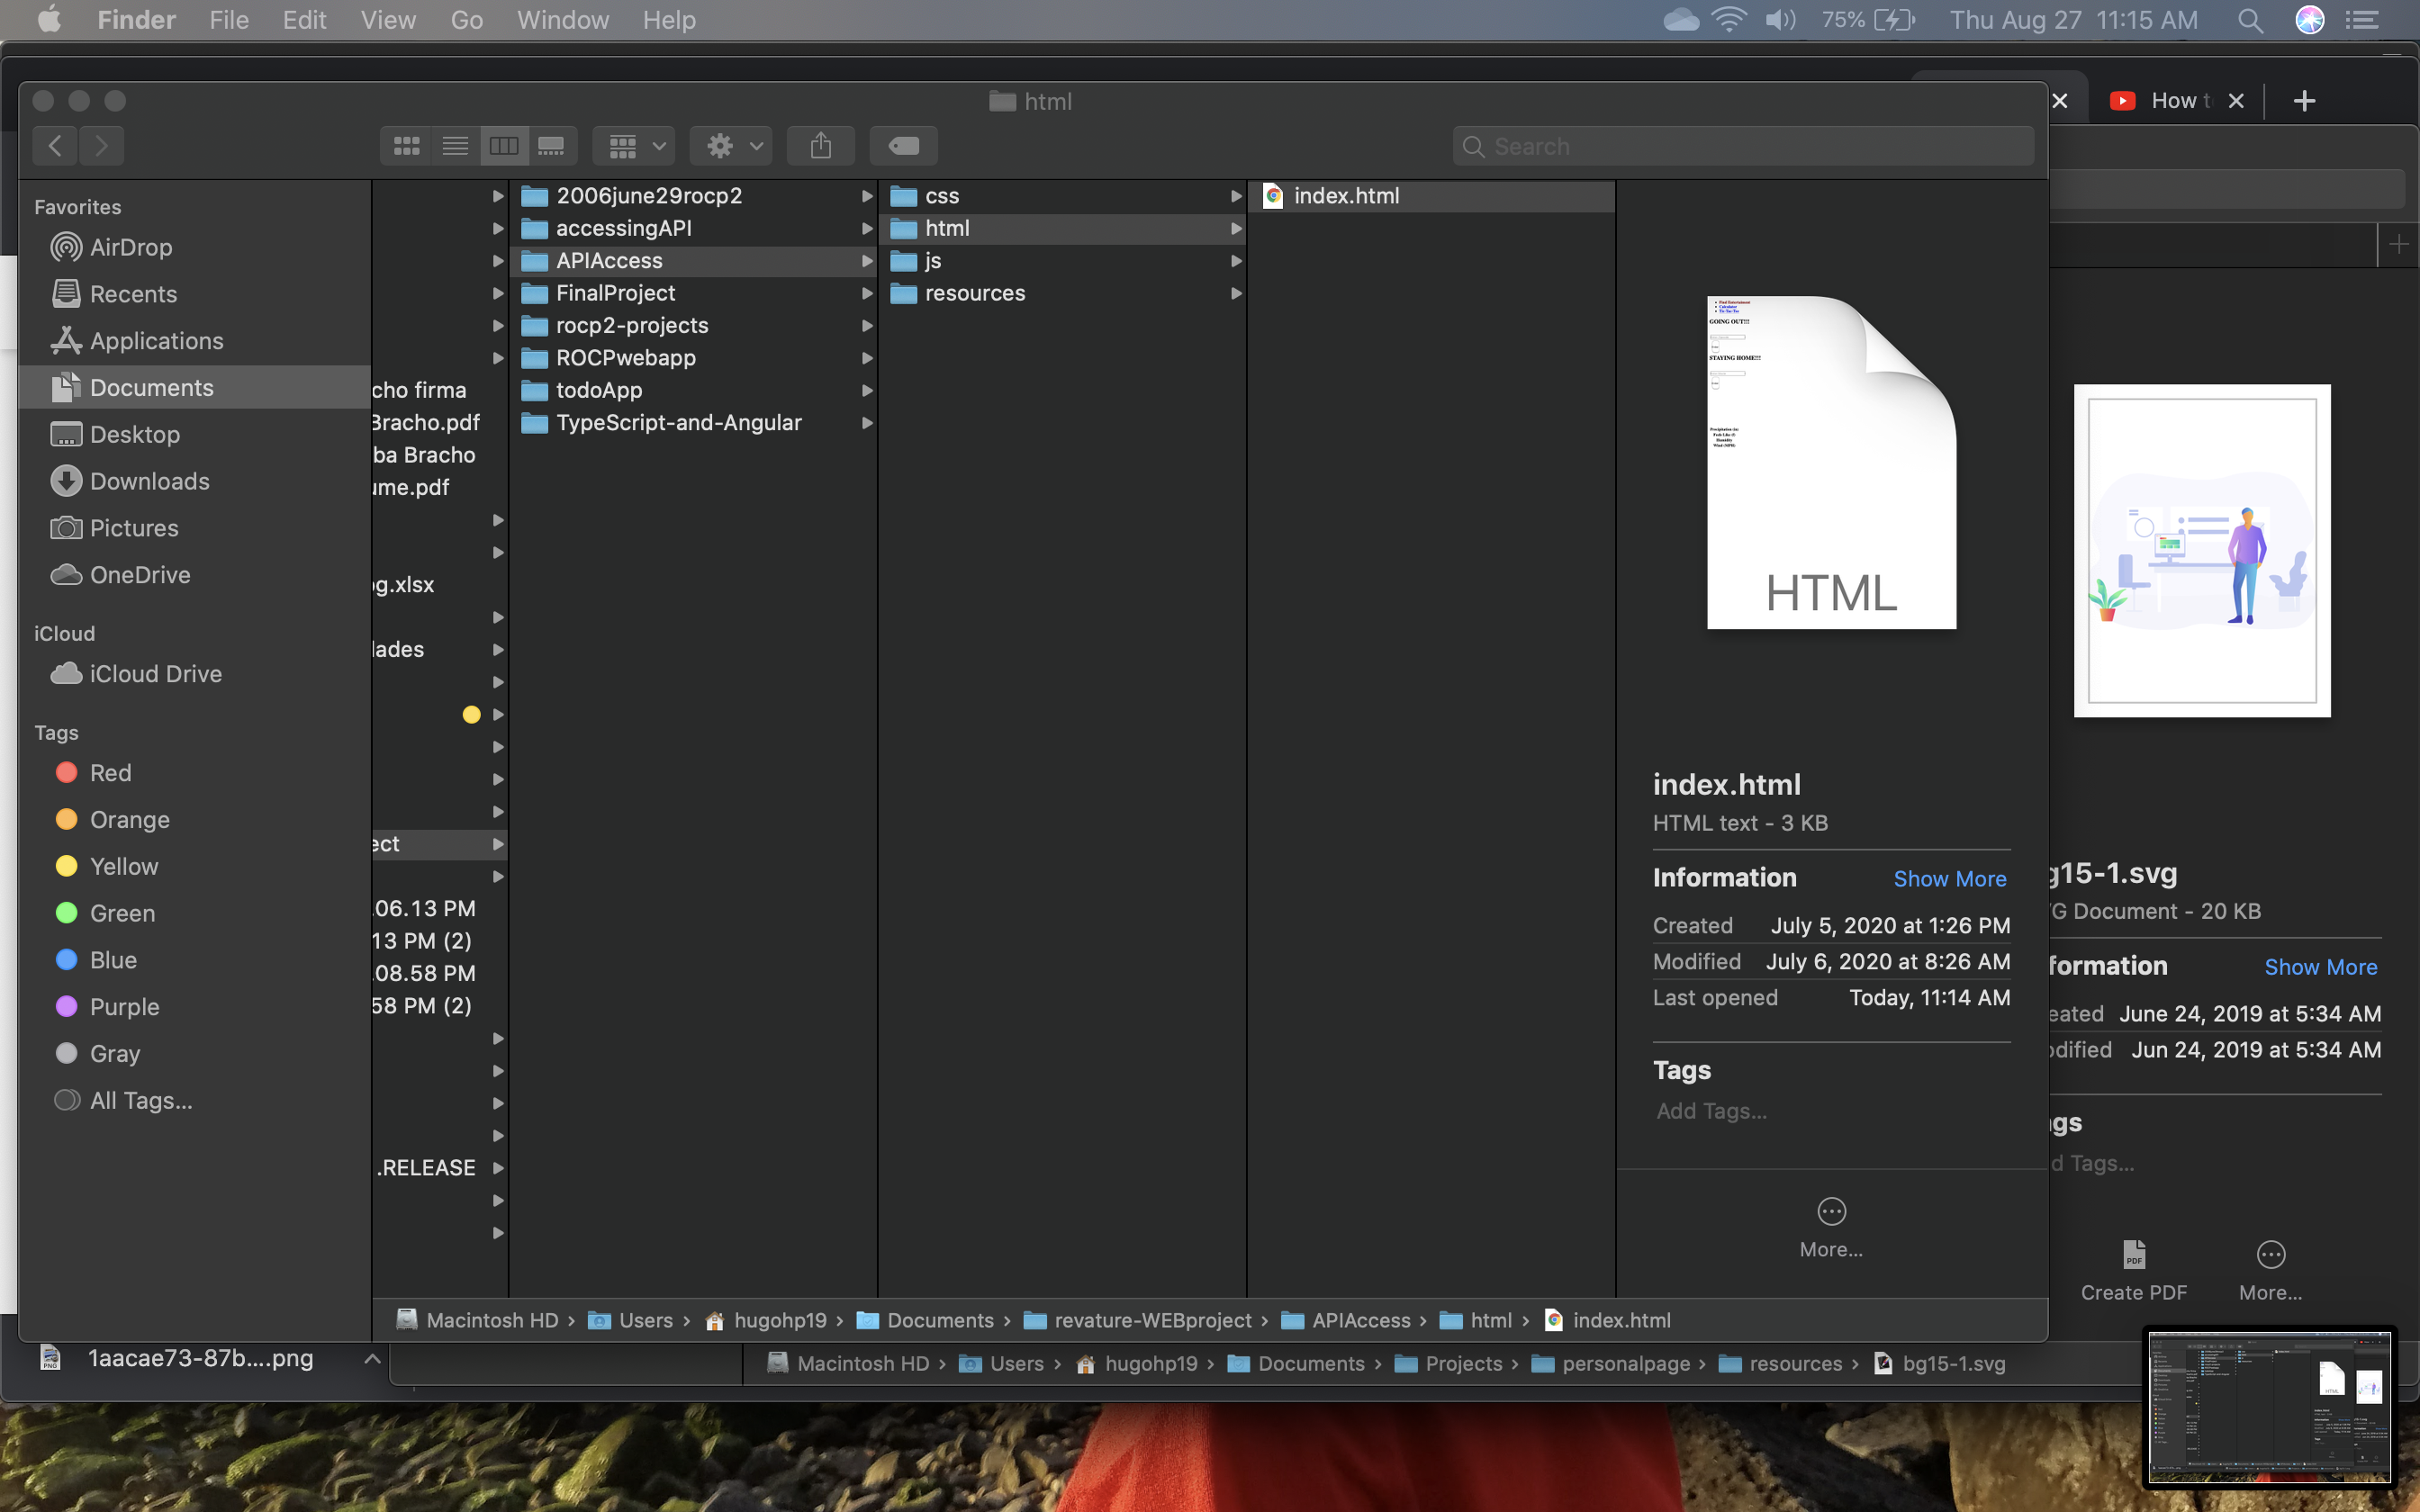 Finder File Edit View Go Window Help 75% Thu Aug 27 11:15 AM
How t
html
Search
Favorites
AirDrop
Recents
Applications
Documents
Desktop
Downloads
Pictures
OneDrive
iCloud
iCloud Drive
Tags
Red
Orange
Yellow
Green
Blue
Purple
Gray
All Tags...
cho firma
Bracho.pdf
ba Bracho
ume.pdf
og.xlsx
lades
ect
.06.13 PM
13 PM (2)
.08.58 PM
58 PM (2)
.RELEASE
2006june29rocp2
accessingAPI
APIAccess
FinalProject
rocp2-projects
ROCPwebapp
todoApp
TypeScript-and-Angular
css
html
js
resources
index.html
GOING OUT!!!
STAYING HOME!!!
HTML
index.html
HTML text - 3 KB
Information Show More
Created July 5, 2020 at 1:26 PM
Modified July 6, 2020 at 8:26 AM
Last opened Today, 11:14 AM
Tags
Add Tags...
More...
g15-1.svg
G Document - 20 KB
formation Show More
eated June 24, 2019 at 5:34 AM
odified Jun 24, 2019 at 5:34 AM
gs
d Tags...
PDF
Create PDF More...
Macintosh HD › Users › hugohp19 › Documents › revature-WEBproject › APIAccess › html › index.html
PNG
1aacae73-87b....png
Macintosh HD › Users › hugohp19 › Documents › Projects › personalpage › resources › bg15-1.svg